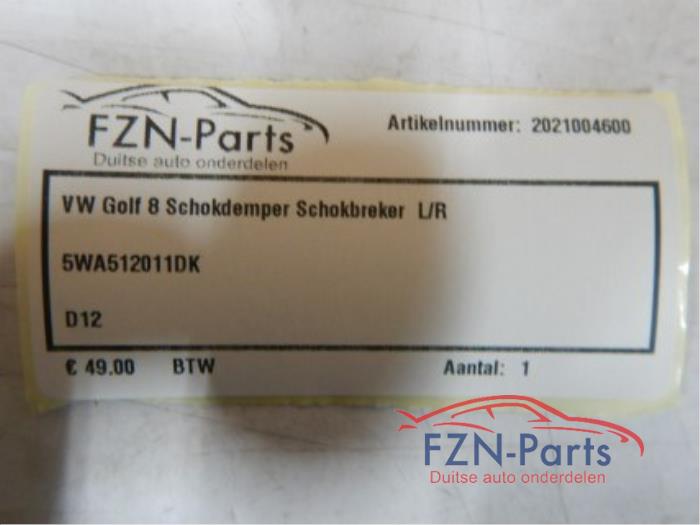 FZN-Parts
Duitse auto onderdelen
Artikelnummer: 2021004600
VW Golf 8 Schokdemper Schokbreker L/R
5WA512011DK
D12
€ 49.00 BTW Aantal: 1
FZN-Parts
Duitse auto onderdelen